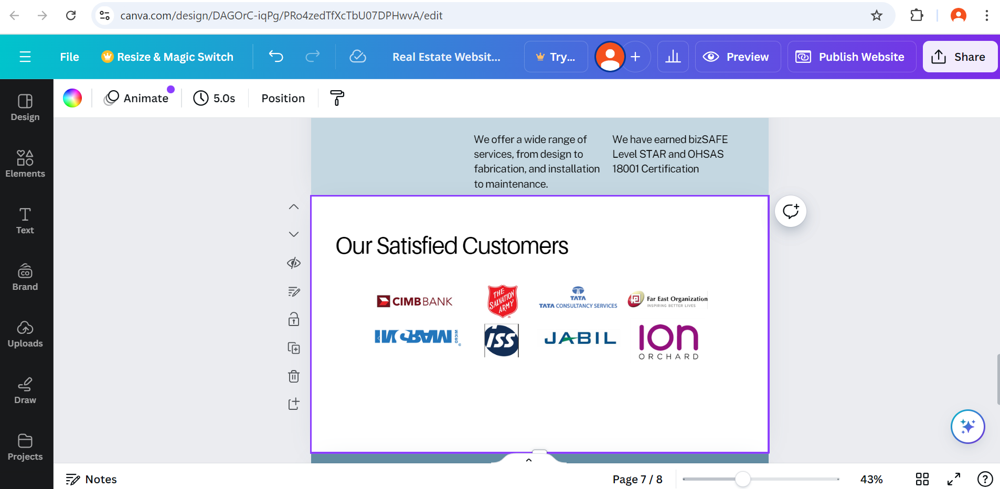 canva.com/design/DAGOrC-iqPg/PRo4zedTfXcTbU07DPHwvA/edit
File
Resize & Magic Switch
Real Estate Websit...
Try...
Preview
Publish Website
Share
Animate
5.0s
Position
Design
Elements
Text
Brand
Uploads
Draw
Projects
We offer a wide range of
services, from design to
fabrication, and installation
to maintenance.
We have earned bizSAFE
Level STAR and OHSAS
18001 Certification
Our Satisfied Customers
CIMB BANK
THE
SALVATION
ARMY
TATA
TATA CONSULTANCY SERVICES
Far East Organization
INSPIRING BETTER LIVES
MICRO
ISS
JABIL
ION
ORCHARD
Notes
Page 7 / 8
43%